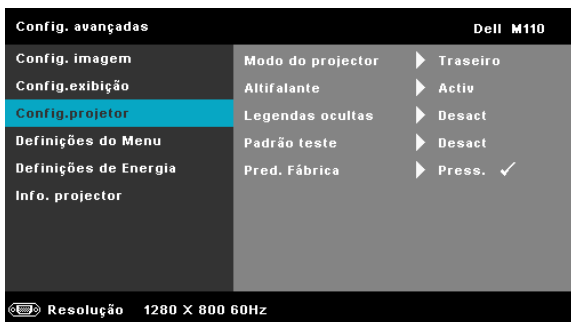 Config. avançadas Dell M110
Config. imagem
Config.exibição
Config.projetor
Definições do Menu
Definições de Energia
Info. projector
Modo do projector Traseiro
Altifalante Activ
Legendas ocultas Desact
Padrão teste Desact
Pred. Fábrica Press. ✓
Resolução 1280 X 800 60Hz